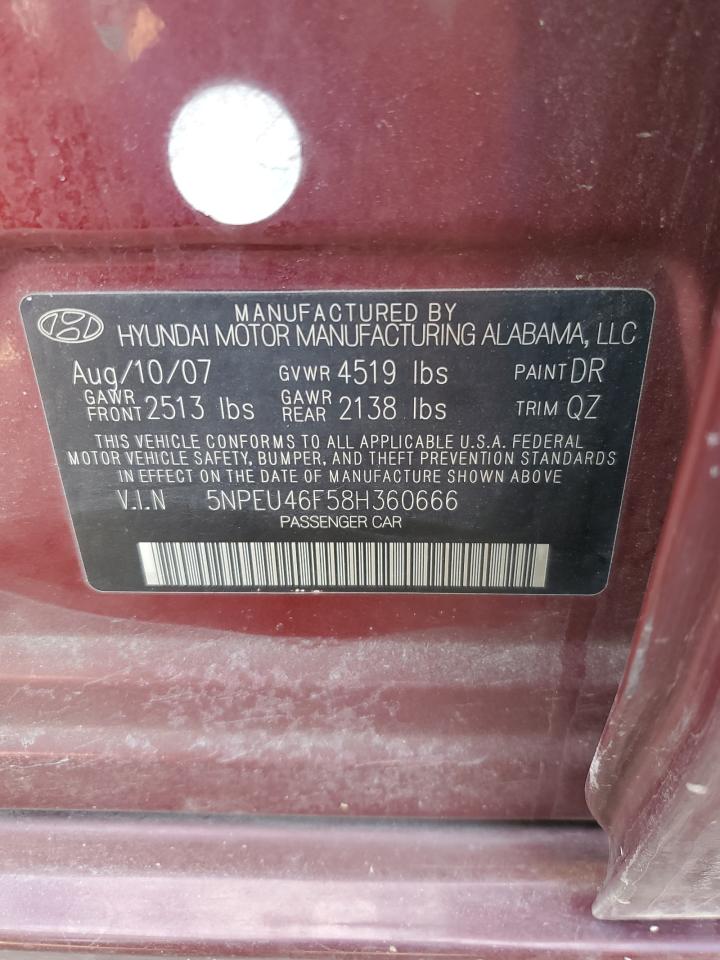 MANUFACTURED BY
HYUNDAI MOTOR MANUFACTURING ALABAMA, LLC
Aug/10/07 GVWR 4519 lbs PAINT DR
GAWR FRONT 2513 lbs GAWR REAR 2138 lbs TRIM QZ
THIS VEHICLE CONFORMS TO ALL APPLICABLE U.S.A. FEDERAL
MOTOR VEHICLE SAFETY, BUMPER, AND THEFT PREVENTION STANDARDS
IN EFFECT ON THE DATE OF MANUFACTURE SHOWN ABOVE
V.I.N 5NPEU46F58H360666
PASSENGER CAR